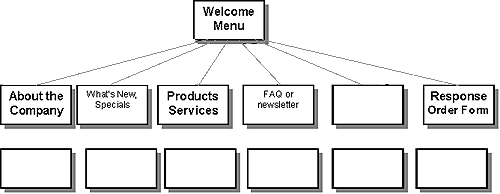 Welcome
Menu
About the
Company
What's New,
Specials
Products
Services
FAQ or
newsletter
Response
Order Form